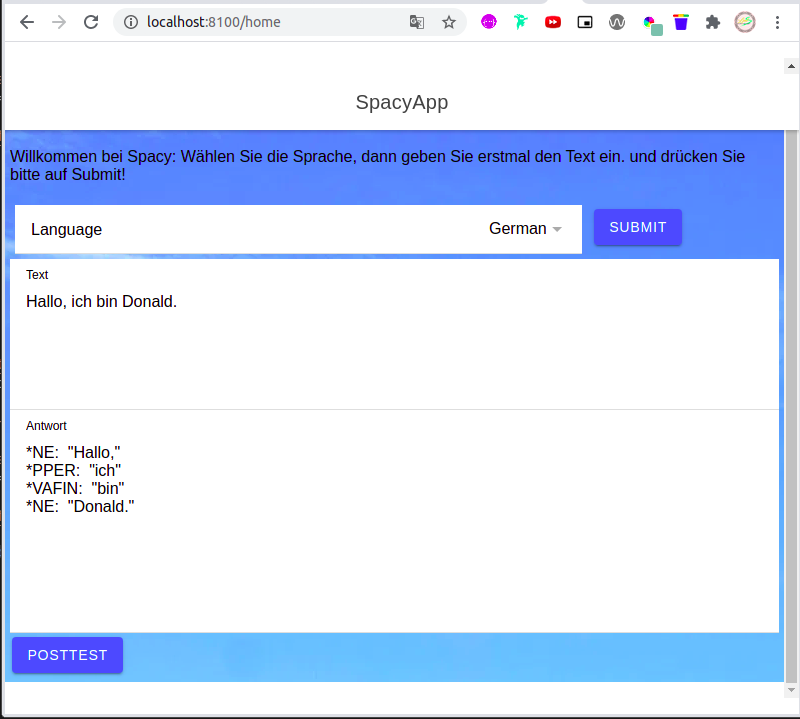 localhost:8100/home
SpacyApp
Willkommen bei Spacy: Wählen Sie die Sprache, dann geben Sie erstmal den Text ein. und drücken Sie
bitte auf Submit!
Language German SUBMIT
Text
Hallo, ich bin Donald.
Antwort
*NE:  "Hallo,"
*PPER:  "ich"
*VAFIN:  "bin"
*NE:  "Donald."
POSTTEST